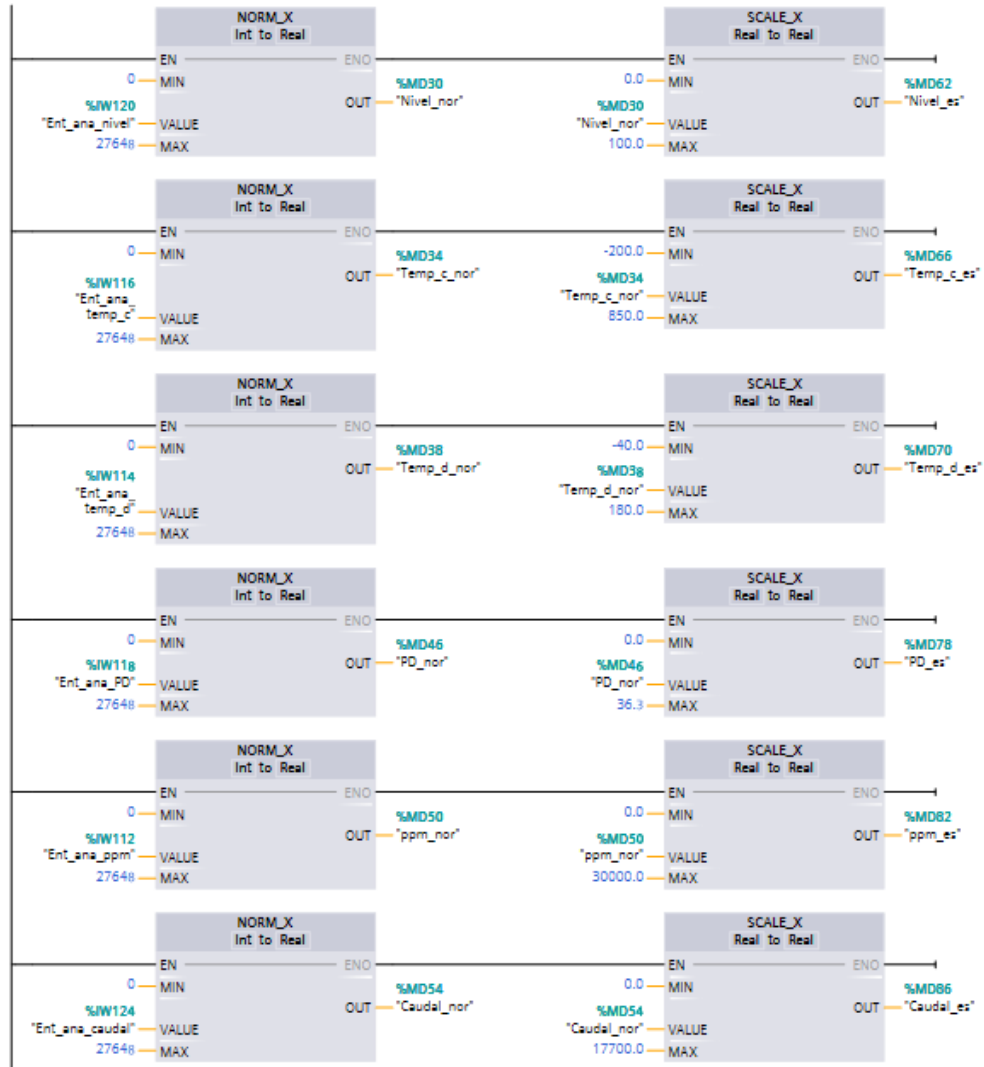 NORM_X
Int to Real
EN
ENO
0
MIN
%IW120
"Ent_ana_nivel"
VALUE
27648
MAX
OUT
%MD30
"Nivel_nor"
SCALE_X
Real to Real
EN
ENO
0.0
MIN
%MD30
"Nivel_nor"
VALUE
100.0
MAX
OUT
%MD62
"Nivel_es"
NORM_X
Int to Real
EN
ENO
0
MIN
%IW116
"Ent_ana_
temp_c"
VALUE
27648
MAX
OUT
%MD34
"Temp_c_nor"
SCALE_X
Real to Real
EN
ENO
-200.0
MIN
%MD34
"Temp_c_nor"
VALUE
850.0
MAX
OUT
%MD66
"Temp_c_es"
NORM_X
Int to Real
EN
ENO
0
MIN
%IW114
"Ent_ana_
temp_d"
VALUE
27648
MAX
OUT
%MD38
"Temp_d_nor"
SCALE_X
Real to Real
EN
ENO
-40.0
MIN
%MD38
"Temp_d_nor"
VALUE
180.0
MAX
OUT
%MD70
"Temp_d_es"
NORM_X
Int to Real
EN
ENO
0
MIN
%IW118
"Ent_ana_PD"
VALUE
27648
MAX
OUT
%MD46
"PD_nor"
SCALE_X
Real to Real
EN
ENO
0.0
MIN
%MD46
"PD_nor"
VALUE
36.3
MAX
OUT
%MD78
"PD_es"
NORM_X
Int to Real
EN
ENO
0
MIN
%IW112
"Ent_ana_ppm"
VALUE
27648
MAX
OUT
%MD50
"ppm_nor"
SCALE_X
Real to Real
EN
ENO
0.0
MIN
%MD50
"ppm_nor"
VALUE
30000.0
MAX
OUT
%MD82
"ppm_es"
NORM_X
Int to Real
EN
ENO
0
MIN
%IW124
"Ent_ana_caudal"
VALUE
27648
MAX
OUT
%MD54
"Caudal_nor"
SCALE_X
Real to Real
EN
ENO
0.0
MIN
%MD54
"Caudal_nor"
VALUE
17700.0
MAX
OUT
%MD86
"Caudal_es"